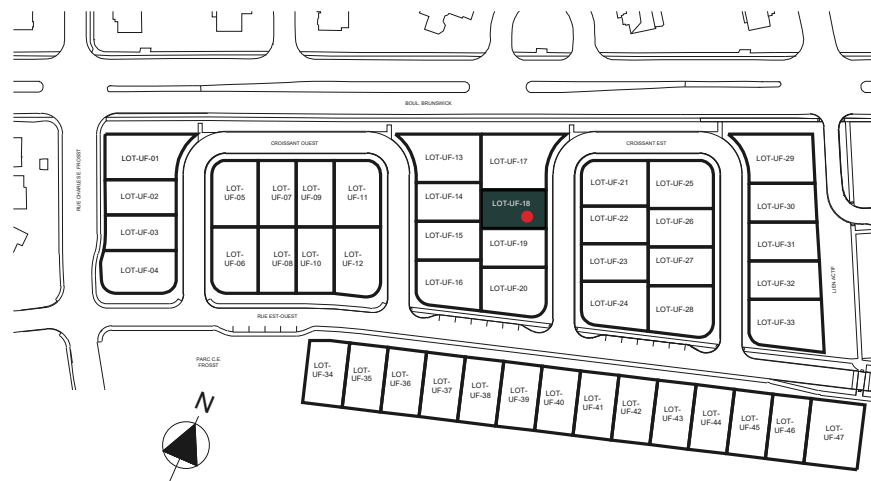 BOUL. BRUNSWICK
RUE CHARLES E. FROSST
CROISSANT OUEST
CROISSANT EST
LOT-UF-01
LOT-UF-02
LOT-UF-03
LOT-UF-04
LOT-
UF-05
LOT-
UF-07
LOT-
UF-09
LOT-
UF-11
LOT-
UF-06
LOT-
UF-08
LOT-
UF-10
LOT-
UF-12
LOT-UF-13
LOT-UF-14
LOT-UF-15
LOT-UF-16
LOT-UF-17
LOT-UF-18
LOT-UF-19
LOT-UF-20
LOT-UF-21
LOT-UF-22
LOT-UF-23
LOT-UF-24
LOT-UF-25
LOT-UF-26
LOT-UF-27
LOT-UF-28
LOT-UF-29
LOT-UF-30
LOT-UF-31
LOT-UF-32
LOT-UF-33
LIEN ACTIF
RUE EST-OUEST
PARC C.E.
FROSST
LOT-
UF-34
LOT-
UF-35
LOT-
UF-36
LOT-
UF-37
LOT-
UF-38
LOT-
UF-39
LOT-
UF-40
LOT-
UF-41
LOT-
UF-42
LOT-
UF-43
LOT-
UF-44
LOT-
UF-45
LOT-
UF-46
LOT-
UF-47
N